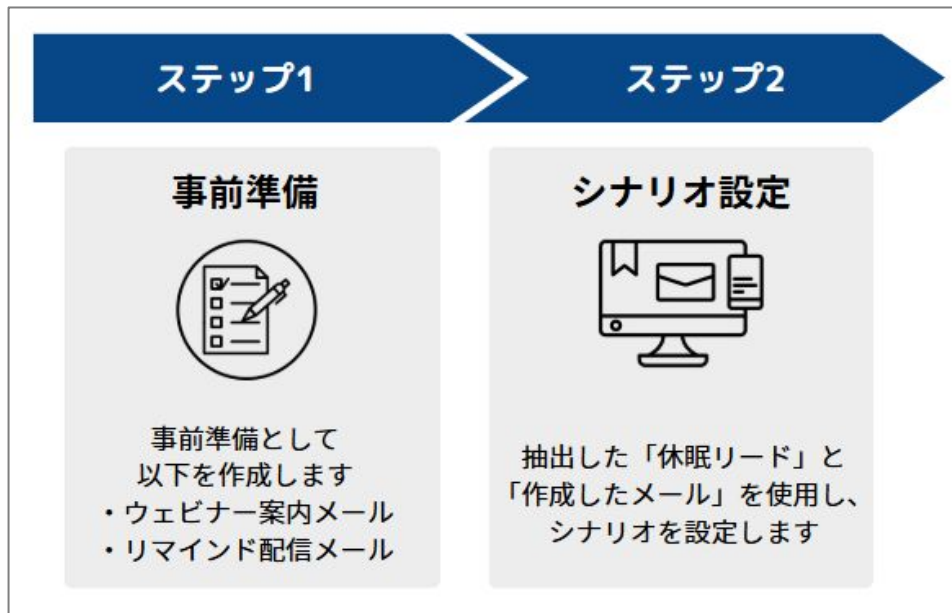 ステップ1
ステップ2
事前準備
事前準備として
以下を作成します
・ウェビナー案内メール
・リマインド配信メール
シナリオ設定
抽出した「休眠リード」と
「作成したメール」を使用し、
シナリオを設定します